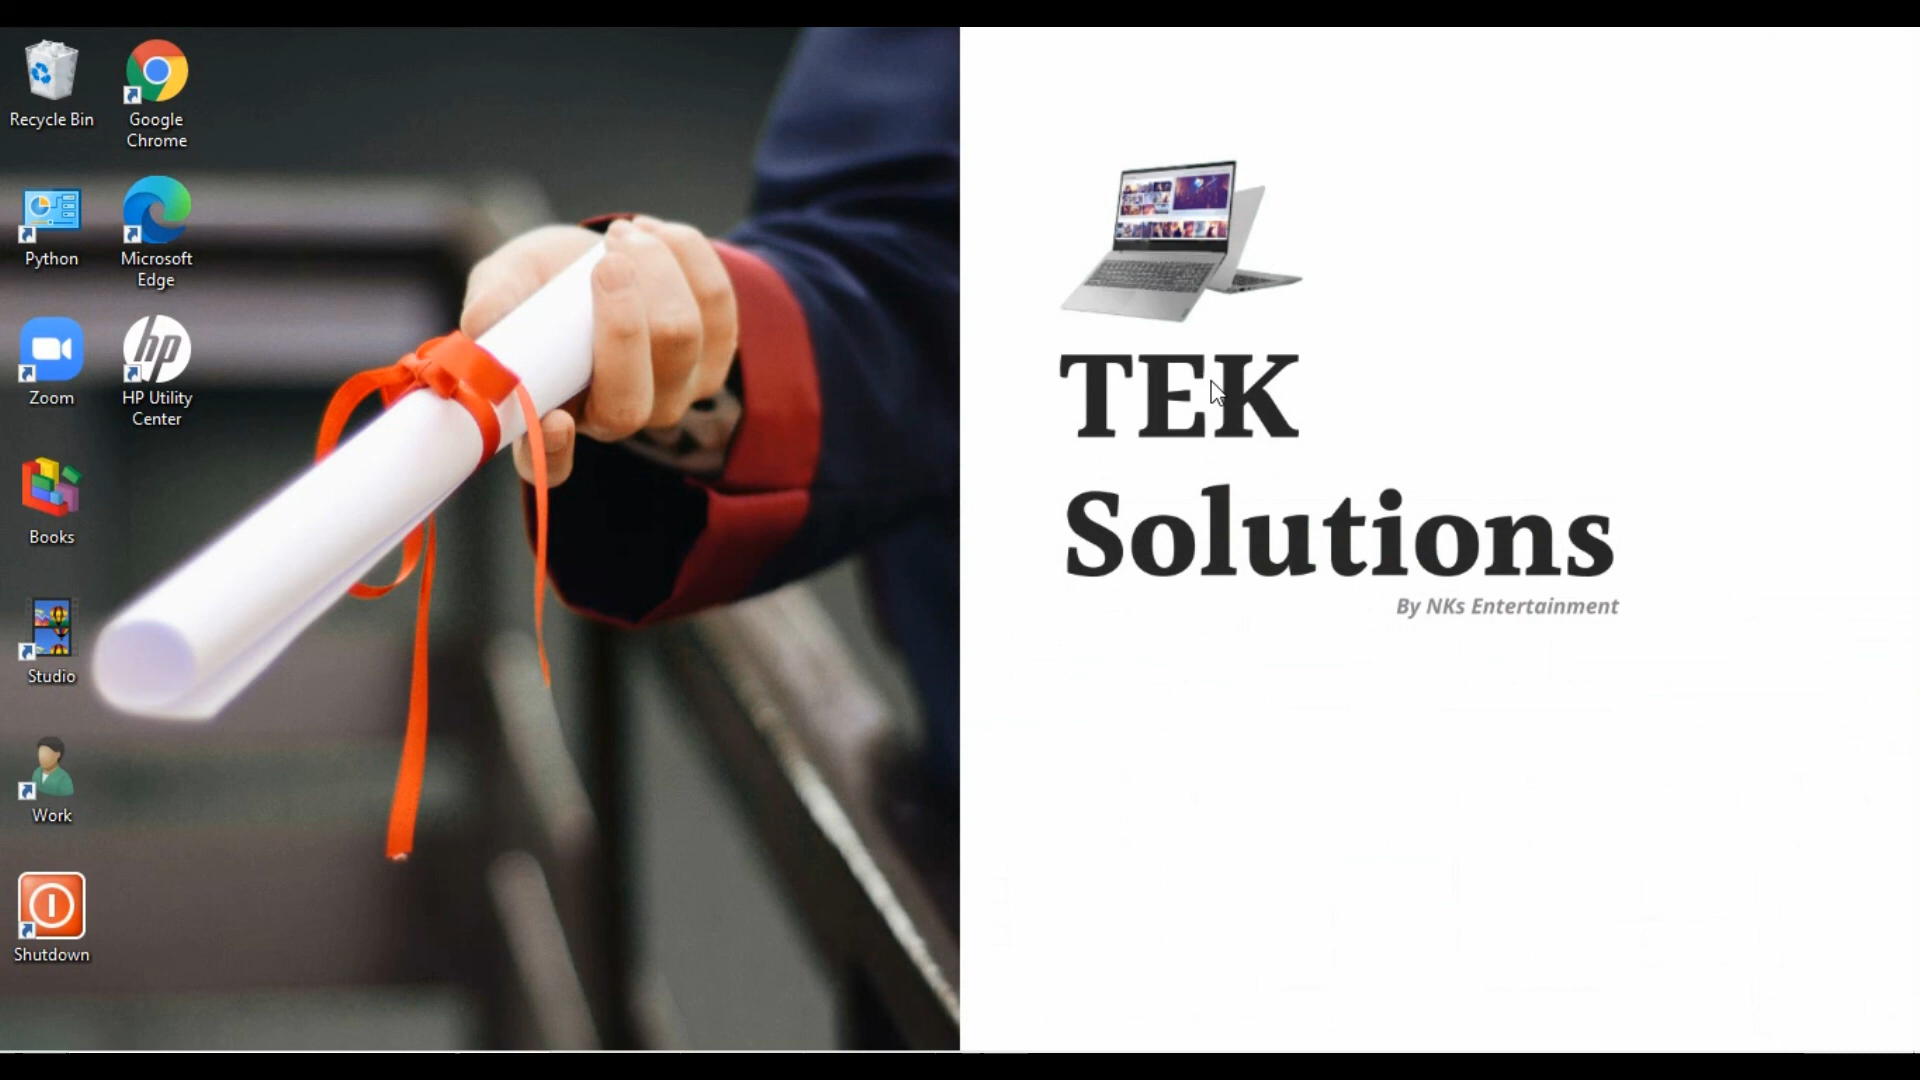 Recycle Bin
Google
Chrome
Python
Microsoft
Edge
Zoom
hp
HP Utility
Center
Books
Studio
Work
Shutdown
TEK
Solutions
By NKs Entertainment